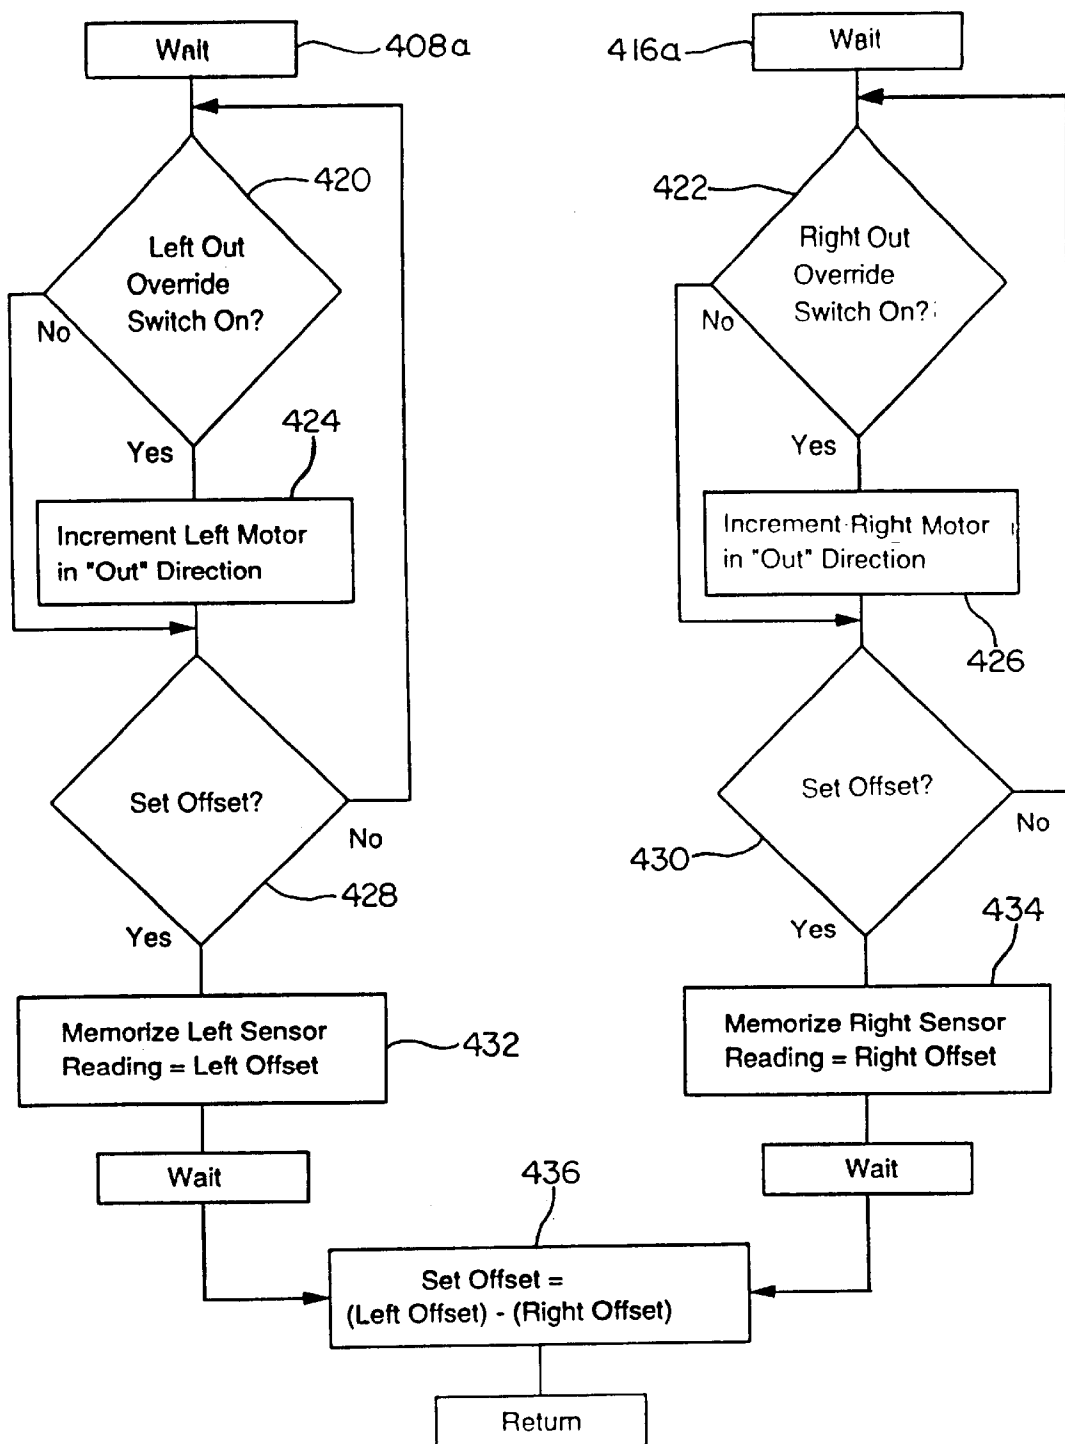 Wait
408a
420
Left Out
Override
Switch On?
No
Yes
424
Increment Left Motor
in "Out" Direction
Set Offset?
No
428
Yes
Memorize Left Sensor
Reading = Left Offset
432
Wait
Wait
416a
422
Right Out
Override
Switch On?
No
Yes
Increment Right Motor
in "Out" Direction
426
Set Offset?
No
430
Yes
434
Memorize Right Sensor
Reading = Right Offset
Wait
436
Set Offset =
(Left Offset) - (Right Offset)
Return